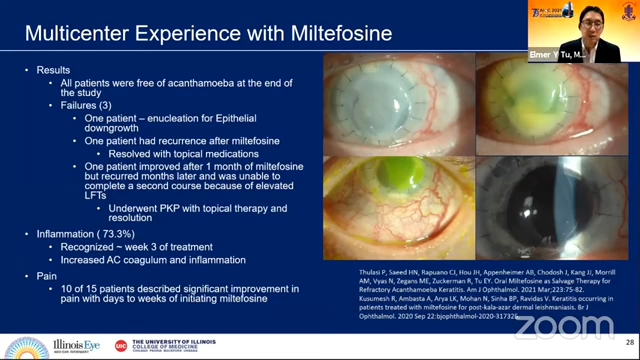 Multicenter Experience with Miltefosine
• Results
• All patients were free of acanthamoeba at the end of
the study
• Failures (3)
• One patient – enucleation for Epithelial
downgrowth
• One patient had recurrence after miltefosine
• Resolved with topical medications
• One patient improved after 1 month of miltefosine
but recurred months later and was unable to
complete a second course because of elevated
LFTs
• Underwent PKP with topical therapy and
resolution
• Inflammation ( 73.3%)
• Recognized ~ week 3 of treatment
• Increased AC coagulum and inflammation
• Pain
• 10 of 15 patients described significant improvement in
pain with days to weeks of initiating miltefosine
Elmer Y Tu, M...
Thulasi P, Saeed HN, Rapuano CJ, Hou JH, Appenheimer AB, Chodosh J, Kang JJ, Morrill
AM, Vyas N, Zegans ME, Zuckerman R, Tu EY. Oral Miltefosine as Salvage Therapy for
Refractory Acanthamoeba Keratitis. Am J Ophthalmol. 2021 Mar;223:75-82.
Kusumesh R, Ambasta A, Arya LK, Mohan N, Sinha BP, Ravidas V. Keratitis occurring in
patients treated with miltefosine for post-kala-azar dermal leishmaniasis. Br J
Ophthalmol. 2020 Sep 22:bjophthalmol-2020-317326.
zoom
Illinois Eye
UIC
THE UNIVERSITY OF ILLINOIS
COLLEGE OF MEDICINE
28